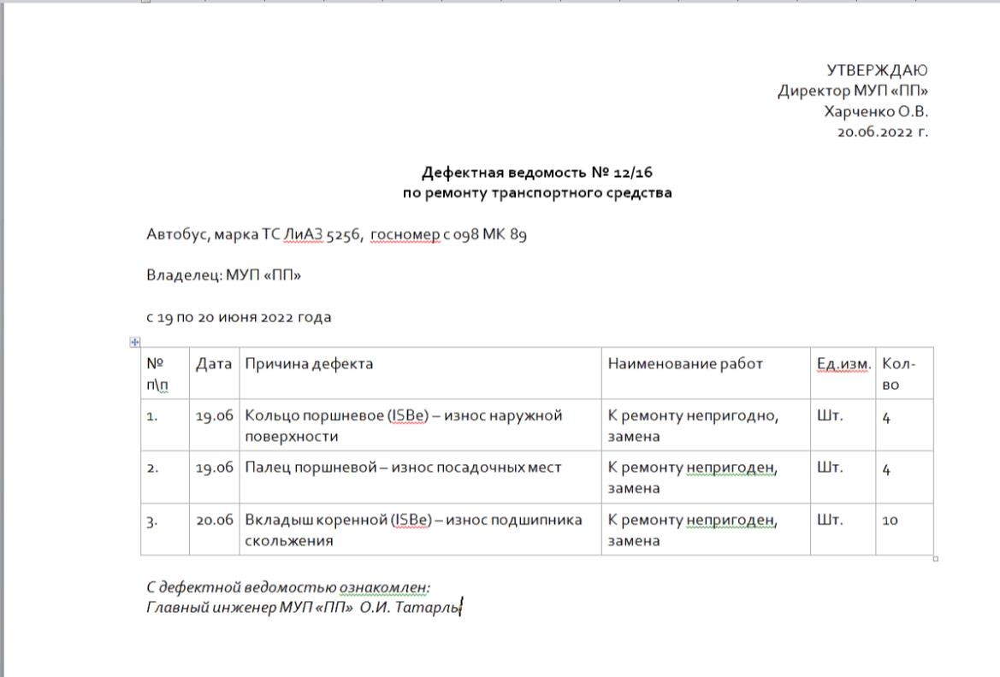 УТВЕРЖДАЮ
Директор МУП «ПП»
Харченко О.В.
20.06.2022 г.
Дефектная ведомость № 12/16
по ремонту транспортного средства
Автобус, марка ТС ЛиАЗ 5256, госномер с 098 МК 89
Владелец: МУП «ПП»
с 19 по 20 июня 2022 года
№ Дата Причина дефекта Наименование работ Ед.изм. Кол-
п\п во
1. 19.06 Кольцо поршневое (ISBe) – износ наружной К ремонту непригодно, Шт. 4
поверхности замена
2. 19.06 Палец поршневой – износ посадочных мест К ремонту непригоден, Шт. 4
замена
3. 20.06 Вкладыш коренной (ISBe) – износ подшипника К ремонту непригоден, Шт. 10
скольжения замена
С дефектной ведомостью ознакомлен:
Главный инженер МУП «ПП» О.И. Татарлы